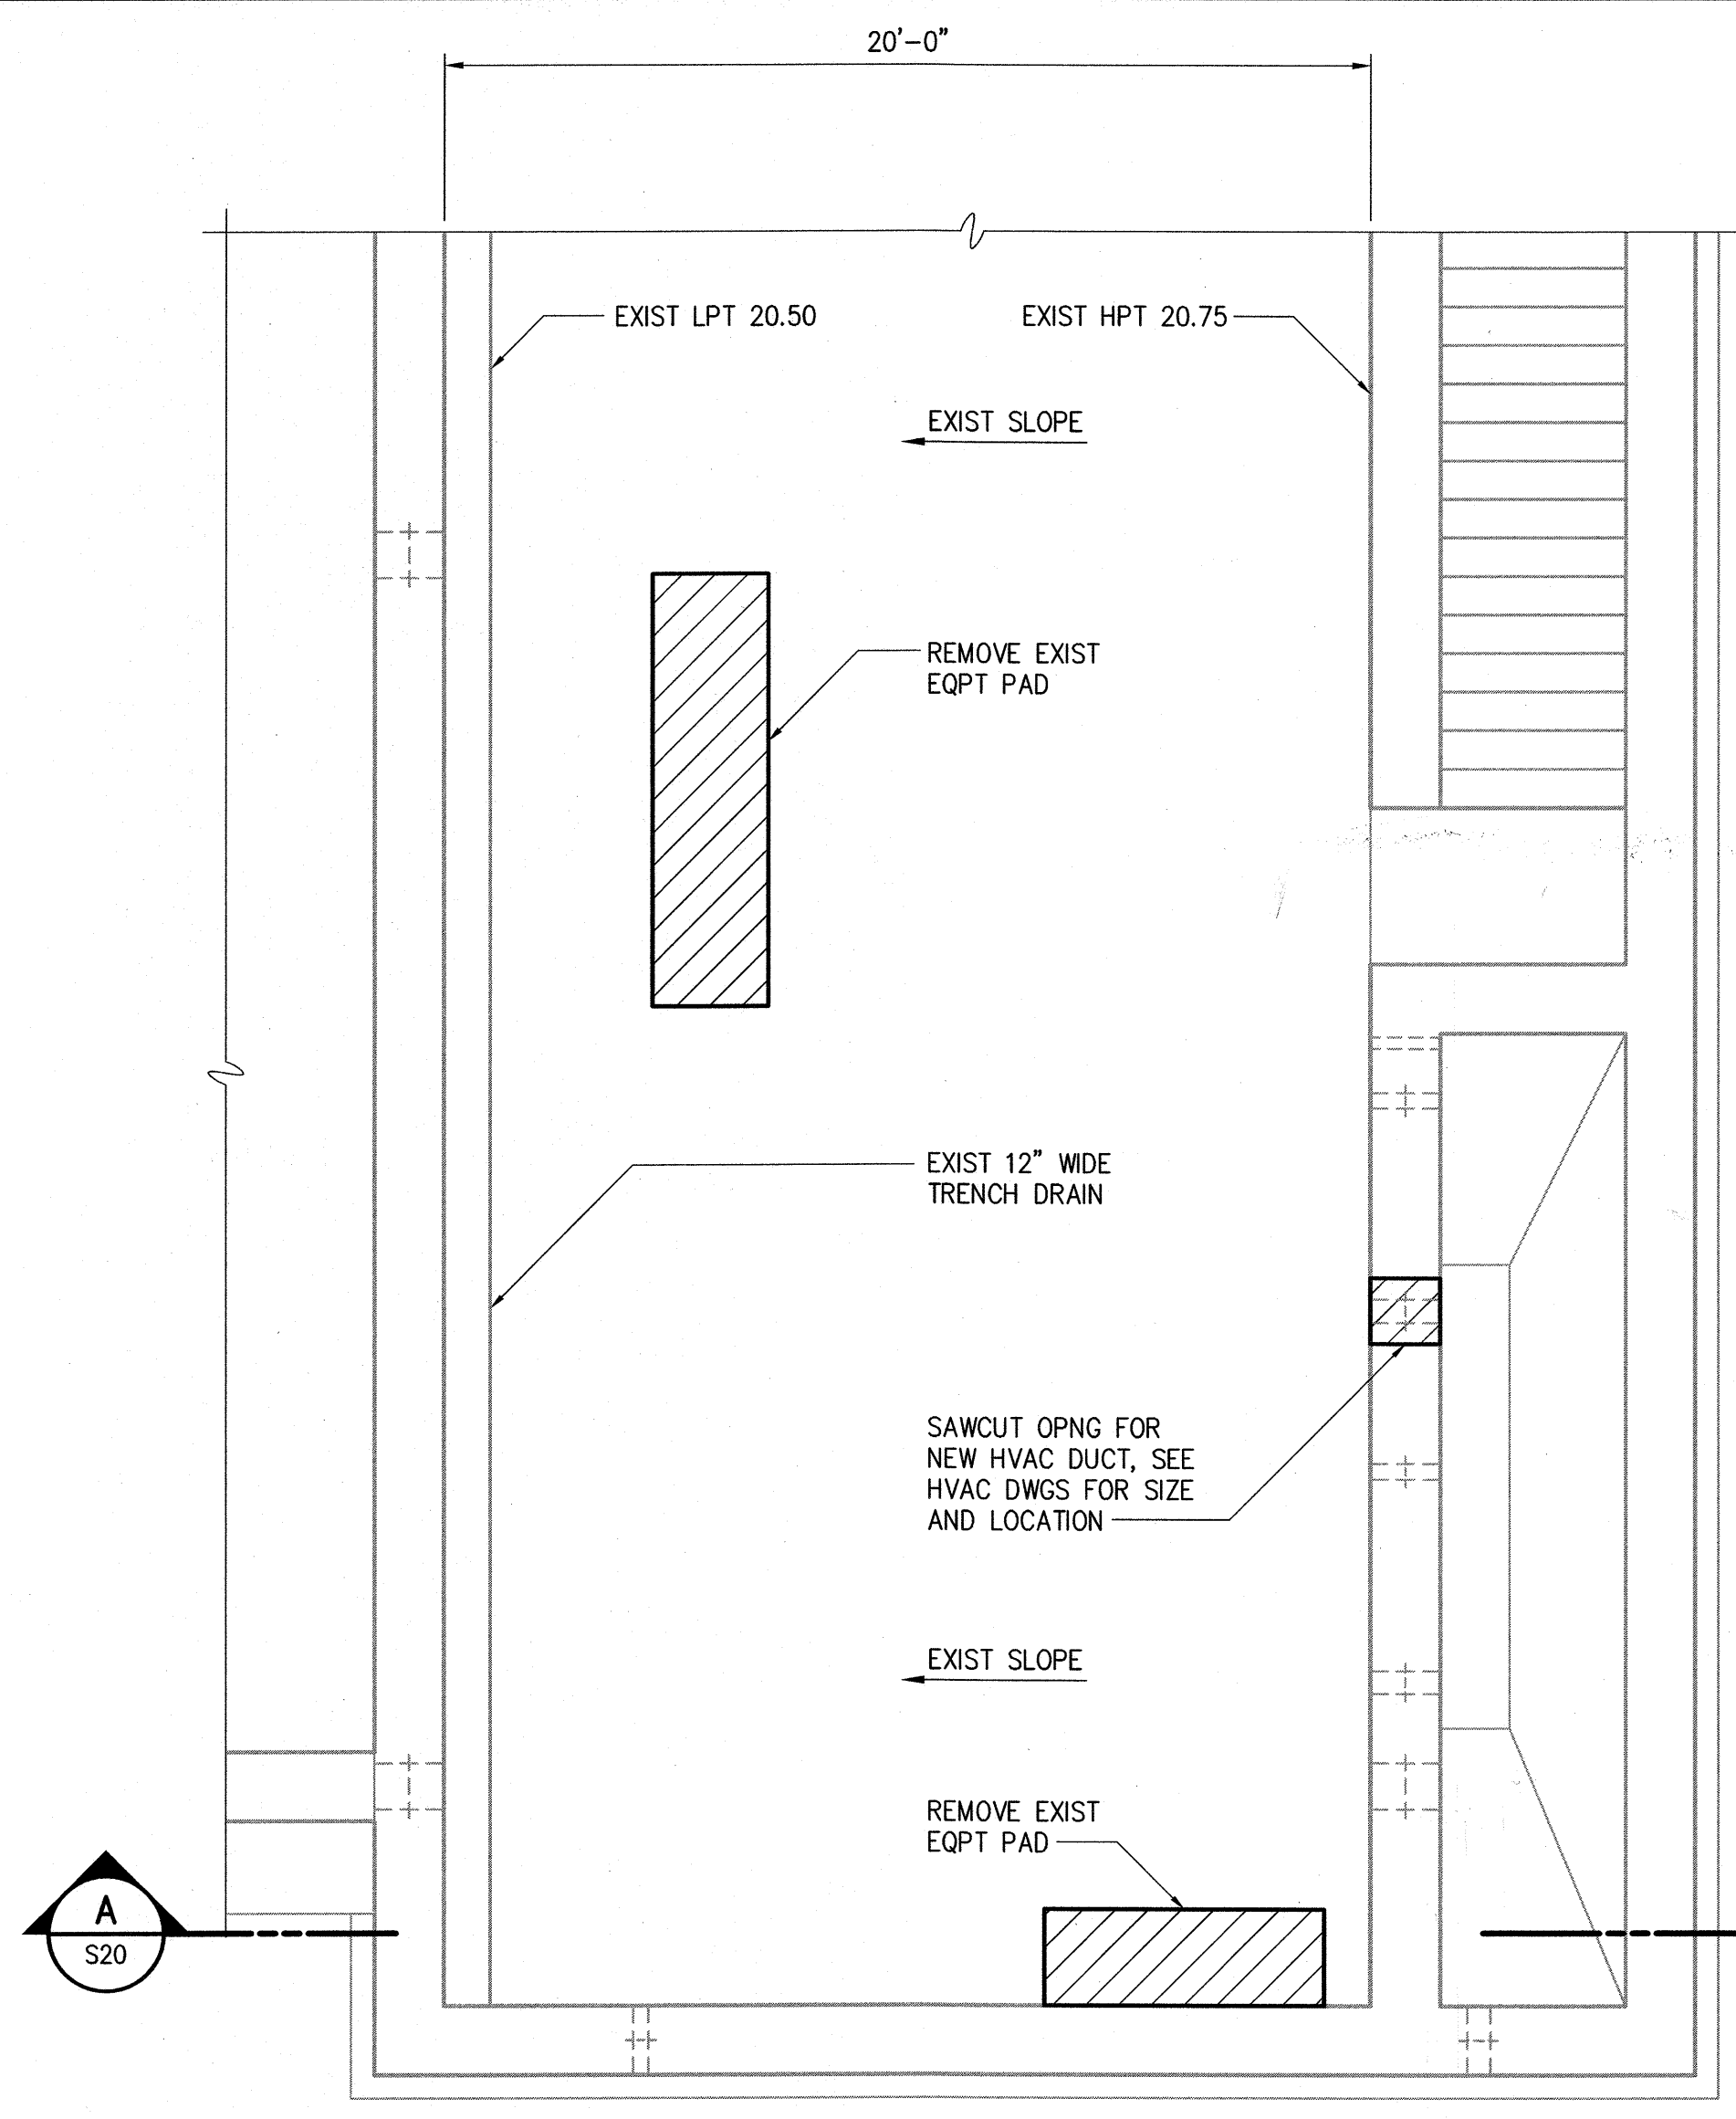 20'-0"
EXIST LPT 20.50
EXIST HPT 20.75
EXIST SLOPE
REMOVE EXIST
EQPT PAD
EXIST 12" WIDE
TRENCH DRAIN
SAWCUT OPNG FOR
NEW HVAC DUCT, SEE
HVAC DWGS FOR SIZE
AND LOCATION
EXIST SLOPE
REMOVE EXIST
EQPT PAD
A
S20